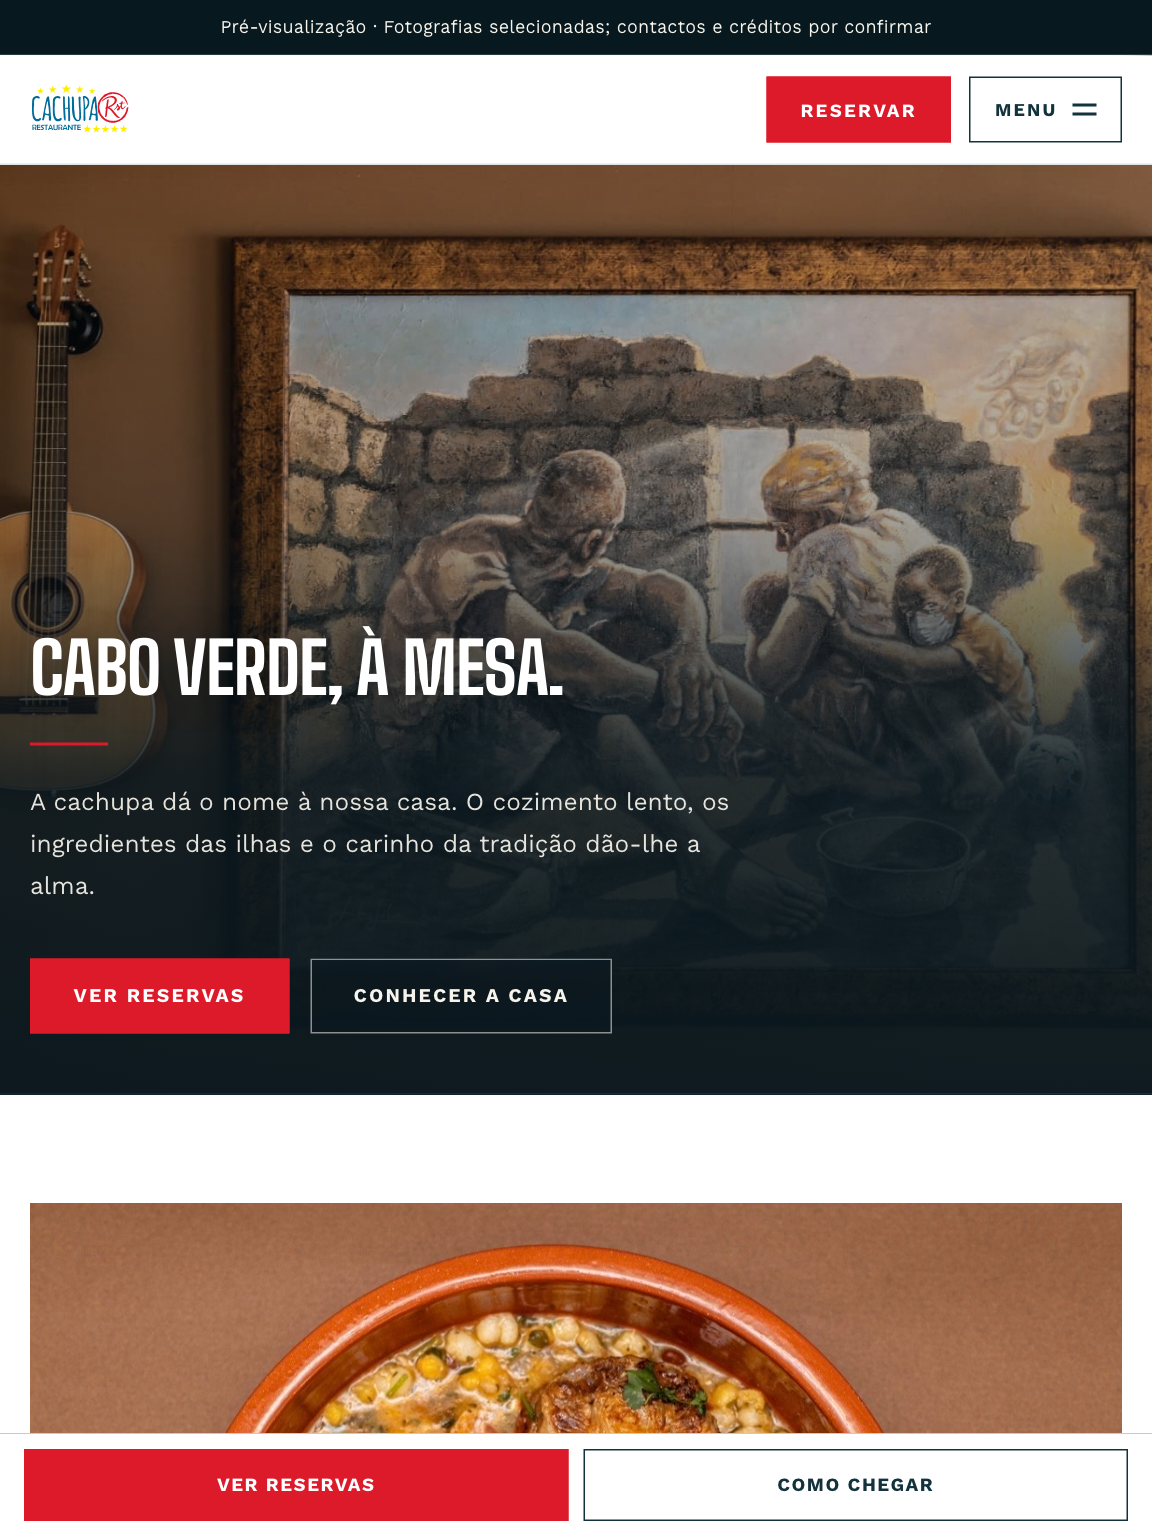 Pré-visualização · Fotografias selecionadas; contactos e créditos por confirmar
CACHUPA Rst
RESTAURANTE
RESERVAR
MENU
CABO VERDE, À MESA.
A cachupa dá o nome à nossa casa. O cozimento lento, os
ingredientes das ilhas e o carinho da tradição dão-lhe a
alma.
VER RESERVAS
CONHECER A CASA
VER RESERVAS
COMO CHEGAR